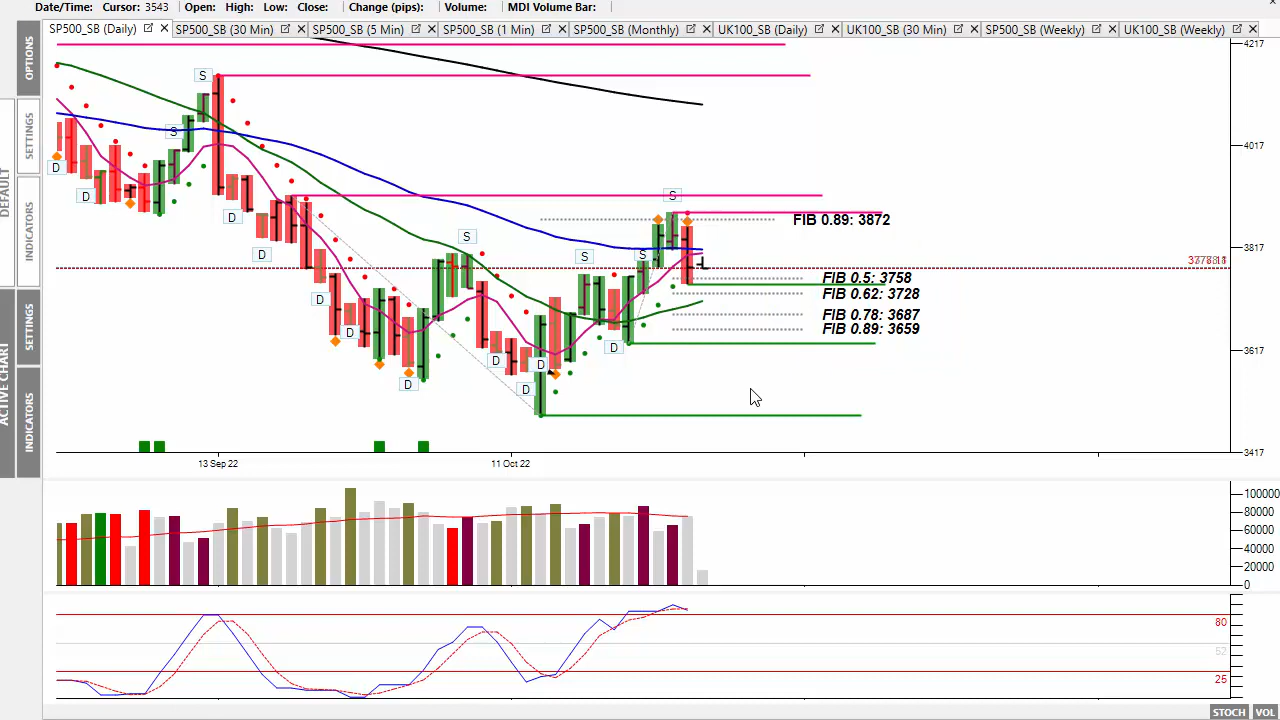 Date/Time: Cursor: 3543 Open: High: Low: Close: Change (pips): Volume: MDI Volume Bar:
SP500_SB (Daily) SP500_SB (30 Min) SP500_SB (5 Min) SP500_SB (1 Min) SP500_SB (Monthly) UK100_SB (Daily) UK100_SB (30 Min) SP500_SB (Weekly) UK100_SB (Weekly)
OPTIONS
SETTINGS
INDICATORS
DEFAULT
SETTINGS
INDICATORS
ACTIVE CHART
4217
S
S
4017
D
D
S
FIB 0.89: 3872
D
S
3817
D
S
S
FIB 0.5: 3758
FIB 0.62: 3728
D
FIB 0.78: 3687
FIB 0.89: 3659
D
D
3617
D
D
D
D
3417
13 Sep 22
11 Oct 22
100000
80000
60000
40000
20000
0
80
52
25
STOCH VOL